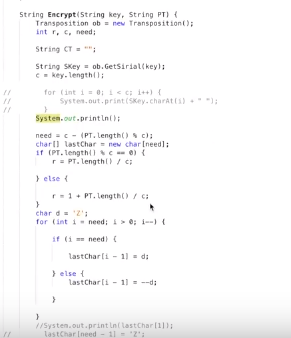 String Encrypt(String key, String PT) {
Transposition ob = new Transposition();
int r, c, need;
String CT = "";
String SKey = ob.GetSirial(key);
c = key.length();
// for (int i = 0; i < c; i++) {
// System.out.print(SKey.charAt(i) + " ");
// }
System.out.println();
need = c - (PT.length() % c);
char[] lastChar = new char[need];
if (PT.length() % c == 0) {
r = PT.length() / c;
} else {
r = 1 + PT.length() / c;
}
char d = 'Z';
for (int i = need; i > 0; i--) {
if (i == need) {
lastChar[i - 1] = d;
} else {
lastChar[i - 1] = --d;
}
}
//System.out.println(lastChar[1]);
// lastChar[need - 1] = 'Z';